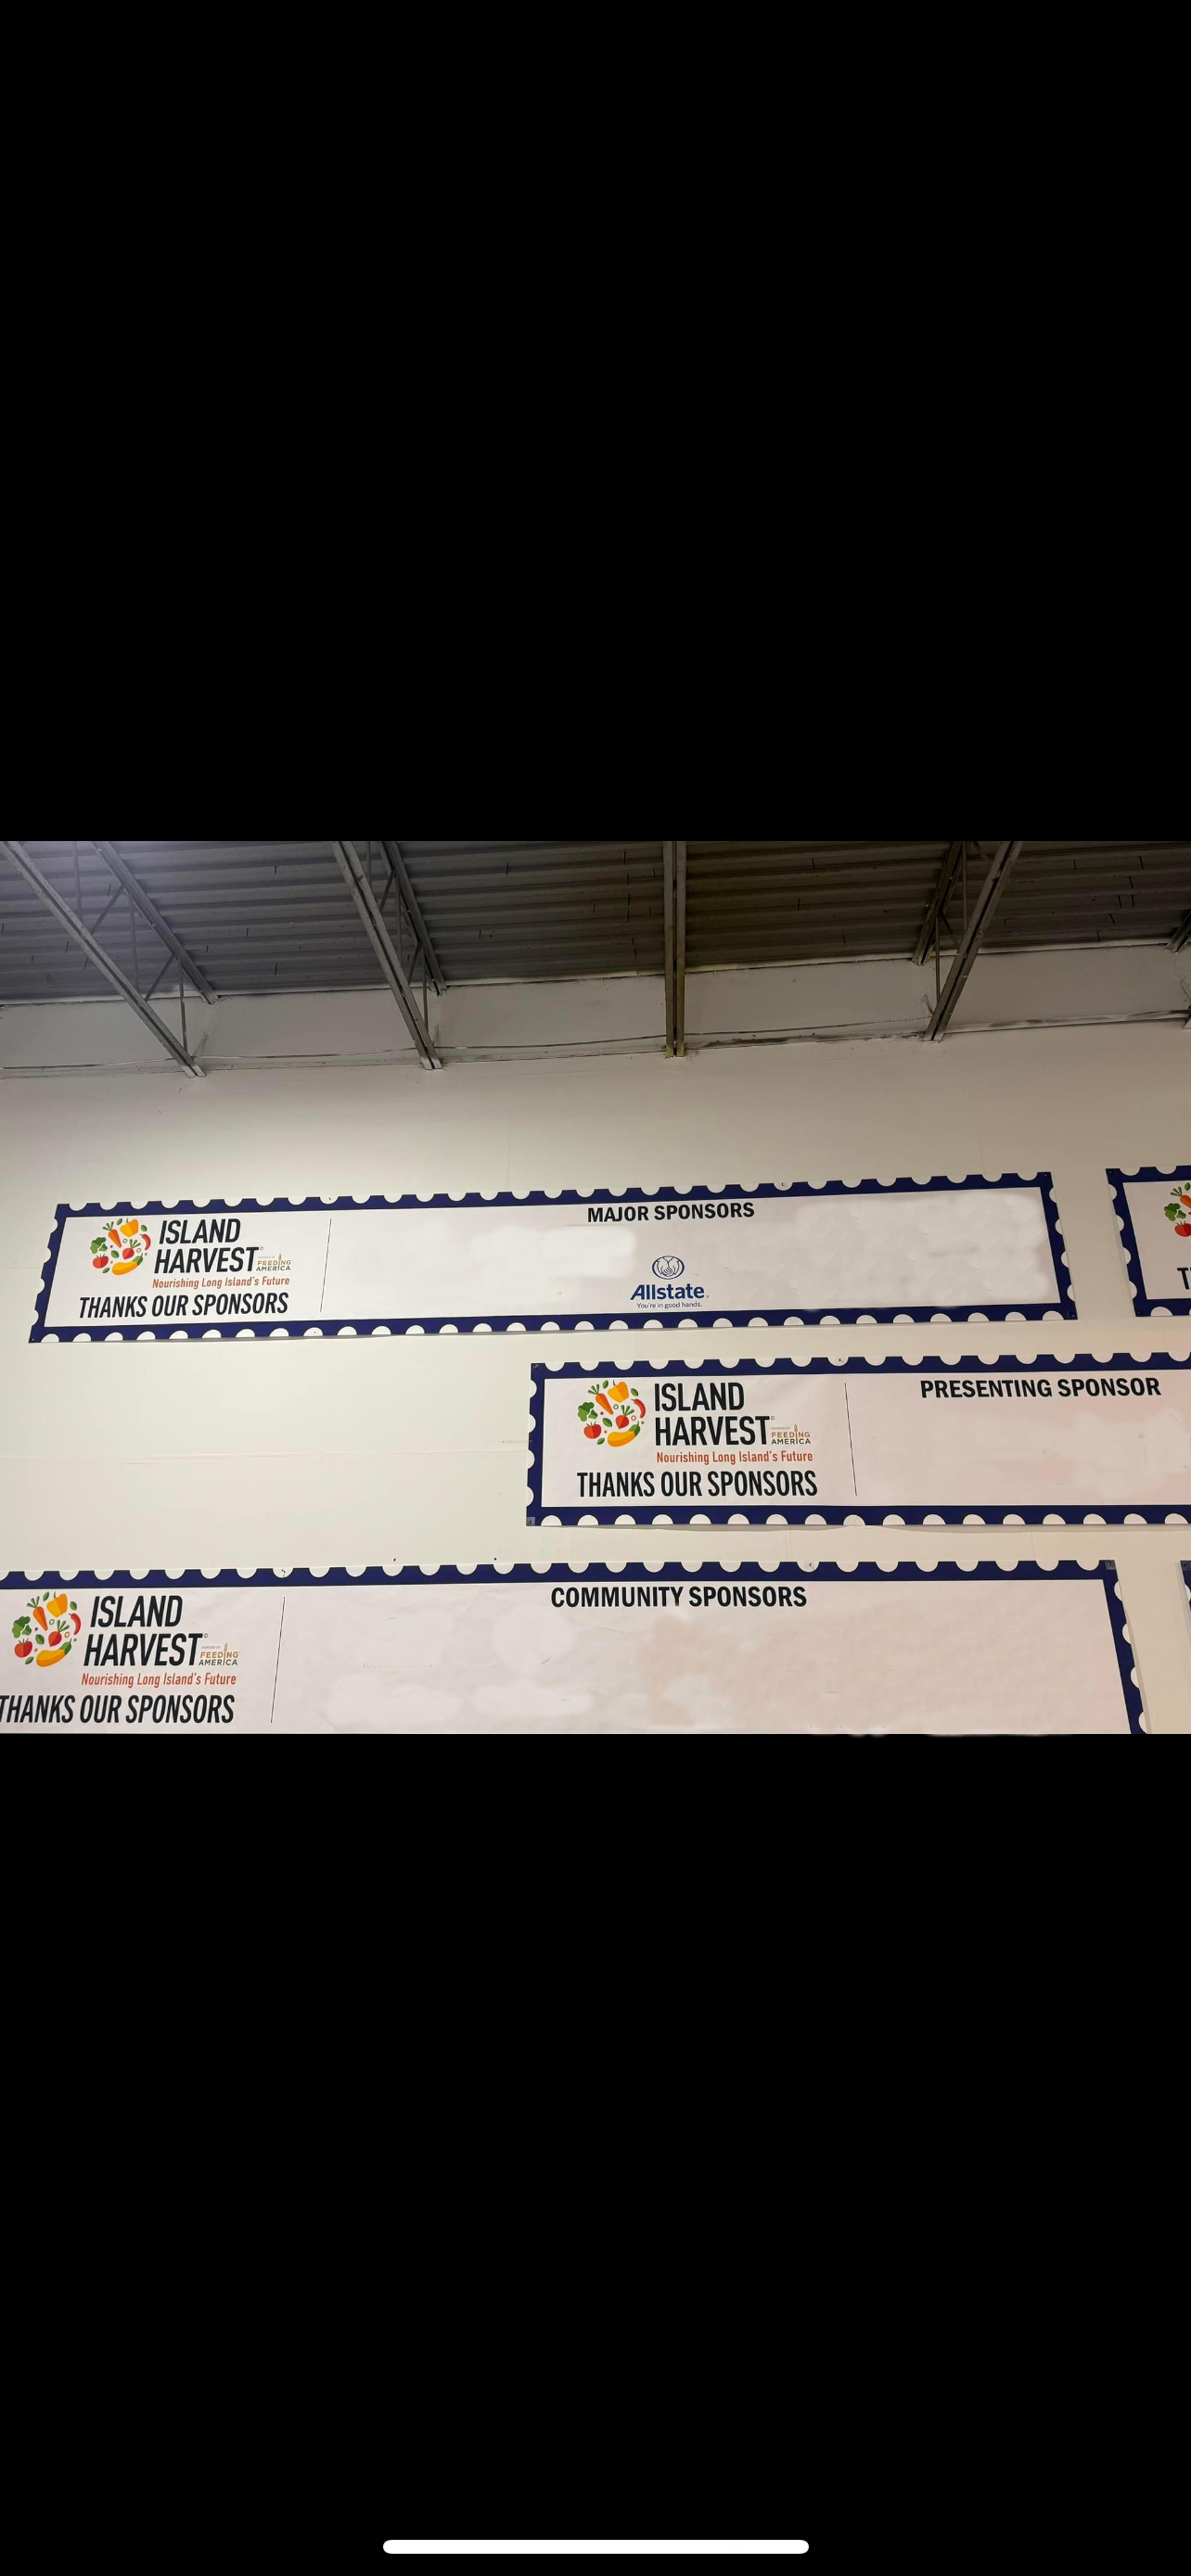 MAJOR SPONSORS
ISLAND
HARVEST
FEEDING
AMERICA
Nourishing Long Island's Future
THANKS OUR SPONSORS
Allstate
You're in good hands.
PRESENTING SPONSOR
ISLAND
HARVEST
FEEDING
AMERICA
Nourishing Long Island's Future
THANKS OUR SPONSORS
COMMUNITY SPONSORS
ISLAND
HARVEST
FEEDING
AMERICA
Nourishing Long Island's Future
THANKS OUR SPONSORS